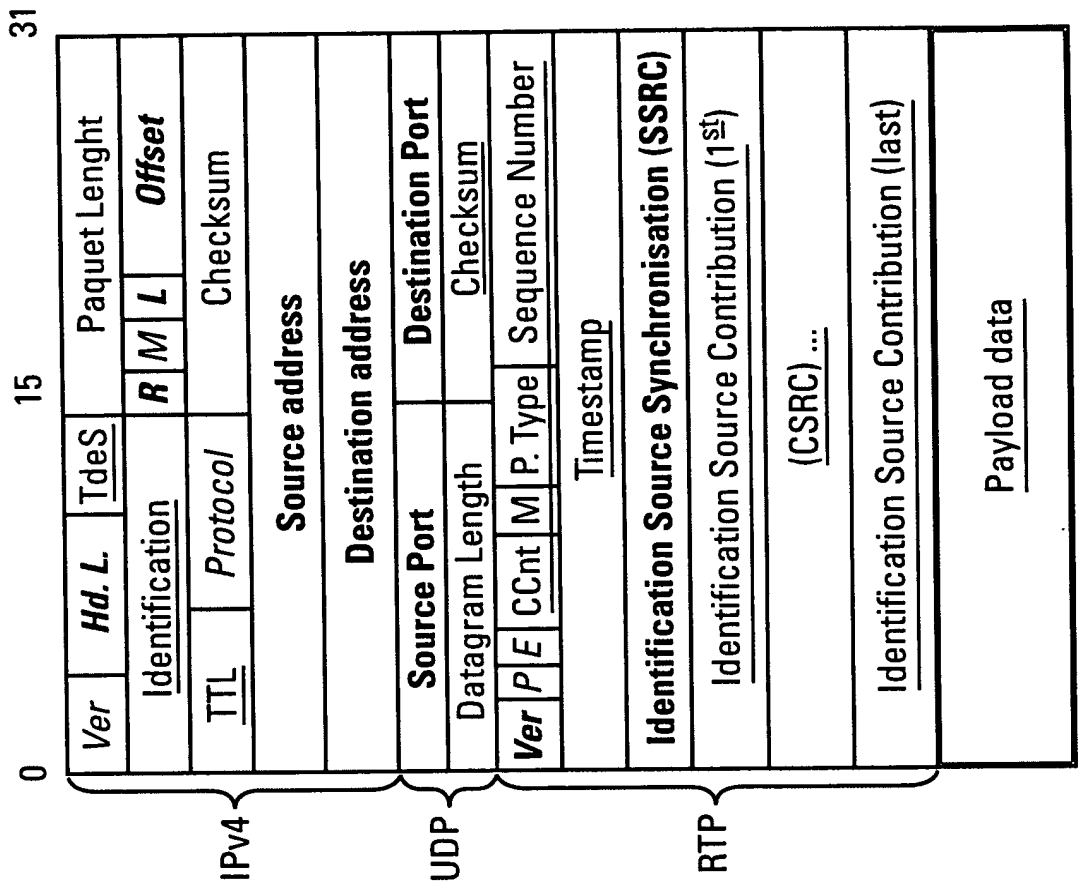 0 15 31
IPv4
Ver Hd. L. TdeS Paquet Lenght
Identification R M L Offset
TTL Protocol Checksum
Source address
Destination address
UDP
Source Port Destination Port
Datagram Length Checksum
RTP
Ver P E CCnt M P. Type Sequence Number
Timestamp
Identification Source Synchronisation (SSRC)
Identification Source Contribution (1st)
(CSRC) ...
Identification Source Contribution (last)
Payload data